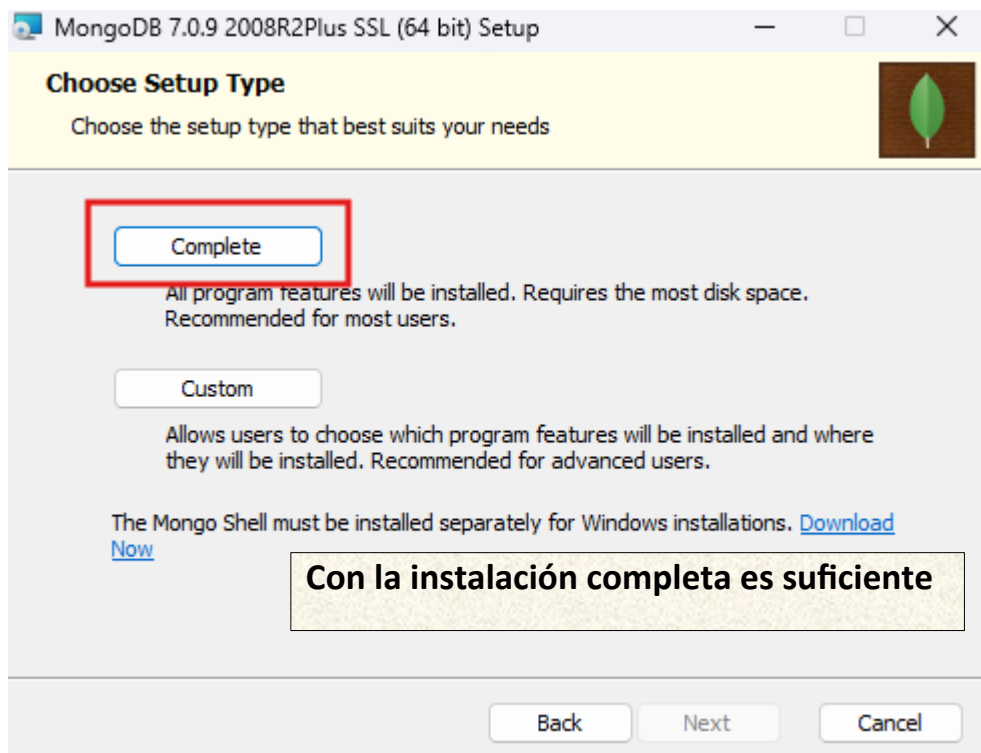 MongoDB 7.0.9 2008R2Plus SSL (64 bit) Setup
Choose Setup Type
Choose the setup type that best suits your needs
Complete
All program features will be installed. Requires the most disk space.
Recommended for most users.
Custom
Allows users to choose which program features will be installed and where
they will be installed. Recommended for advanced users.
The Mongo Shell must be installed separately for Windows installations. Download
Now
Con la instalación completa es suficiente
Back Next Cancel